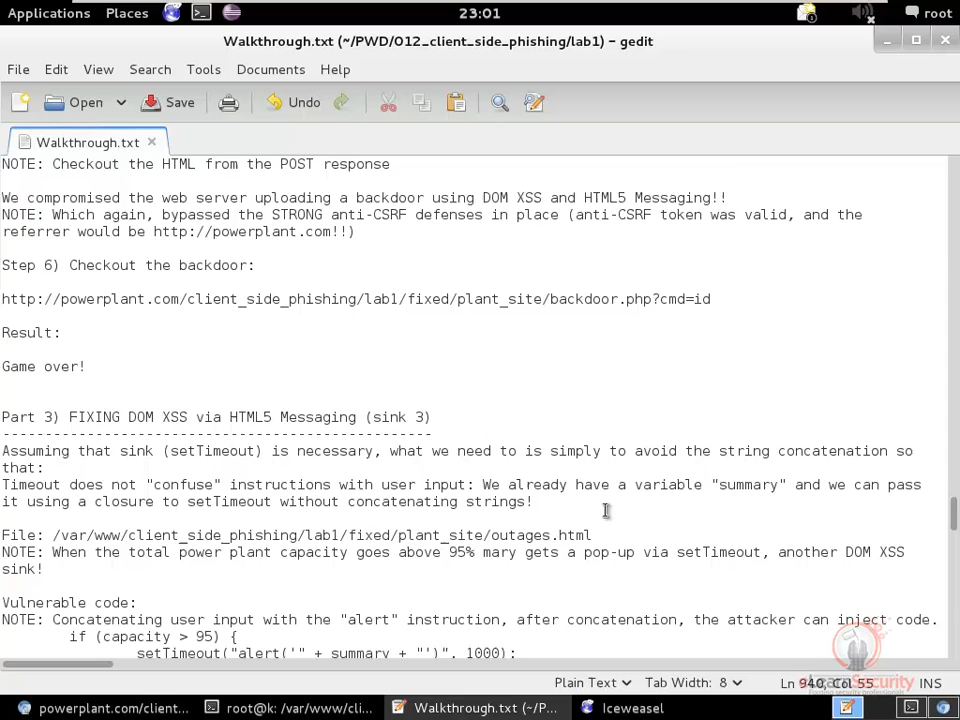 Applications Places 23:01 root
Walkthrough.txt (~/PWD/012_client_side_phishing/lab1) - gedit
File Edit View Search Tools Documents Help
Open Save Undo
Walkthrough.txt
NOTE: Checkout the HTML from the POST response
We compromised the web server uploading a backdoor using DOM XSS and HTML5 Messaging!!
NOTE: Which again, bypassed the STRONG anti-CSRF defenses in place (anti-CSRF token was valid, and the
referrer would be http://powerplant.com!!)
Step 6) Checkout the backdoor:
http://powerplant.com/client_side_phishing/lab1/fixed/plant_site/backdoor.php?cmd=id
Result:
Game over!
Part 3) FIXING DOM XSS via HTML5 Messaging (sink 3)
---------------------------------------------------
Assuming that sink (setTimeout) is necessary, what we need to is simply to avoid the string concatenation so
that:
Timeout does not "confuse" instructions with user input: We already have a variable "summary" and we can pass
it using a closure to setTimeout without concatenating strings!
File: /var/www/client_side_phishing/lab1/fixed/plant_site/outages.html
NOTE: When the total power plant capacity goes above 95% mary gets a pop-up via setTimeout, another DOM XSS
sink!
Vulnerable code:
NOTE: Concatenating user input with the "alert" instruction, after concatenation, the attacker can inject code.
if (capacity > 95) {
setTimeout("alert('" + summary + "')", 1000);
eLearnSecurity
Plain Text Tab Width: 8 Ln 940, Col 55 INS
powerplant.com/client... root@k: /var/www/cli... Walkthrough.txt (~/P... Iceweasel